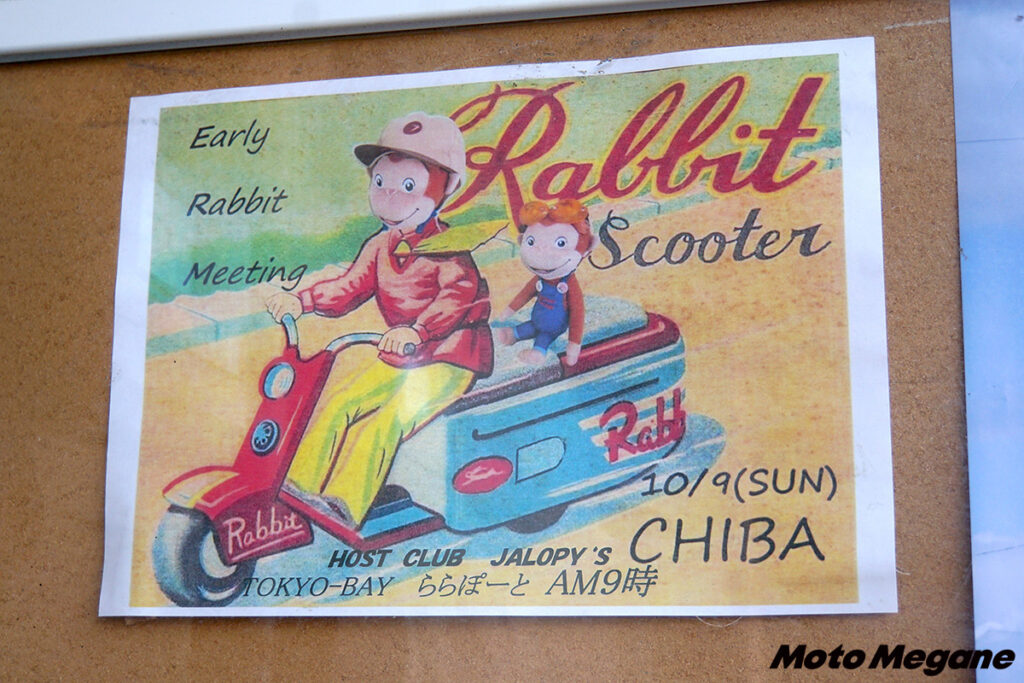 Early
Rabbit
Meeting
Rabbit
Scooter
Rabb
10/9(SUN)
CHIBA
Rabbit
HOST CLUB JALOPY'S
TOKYO-BAY ららぽーと AM9時
Moto Megane